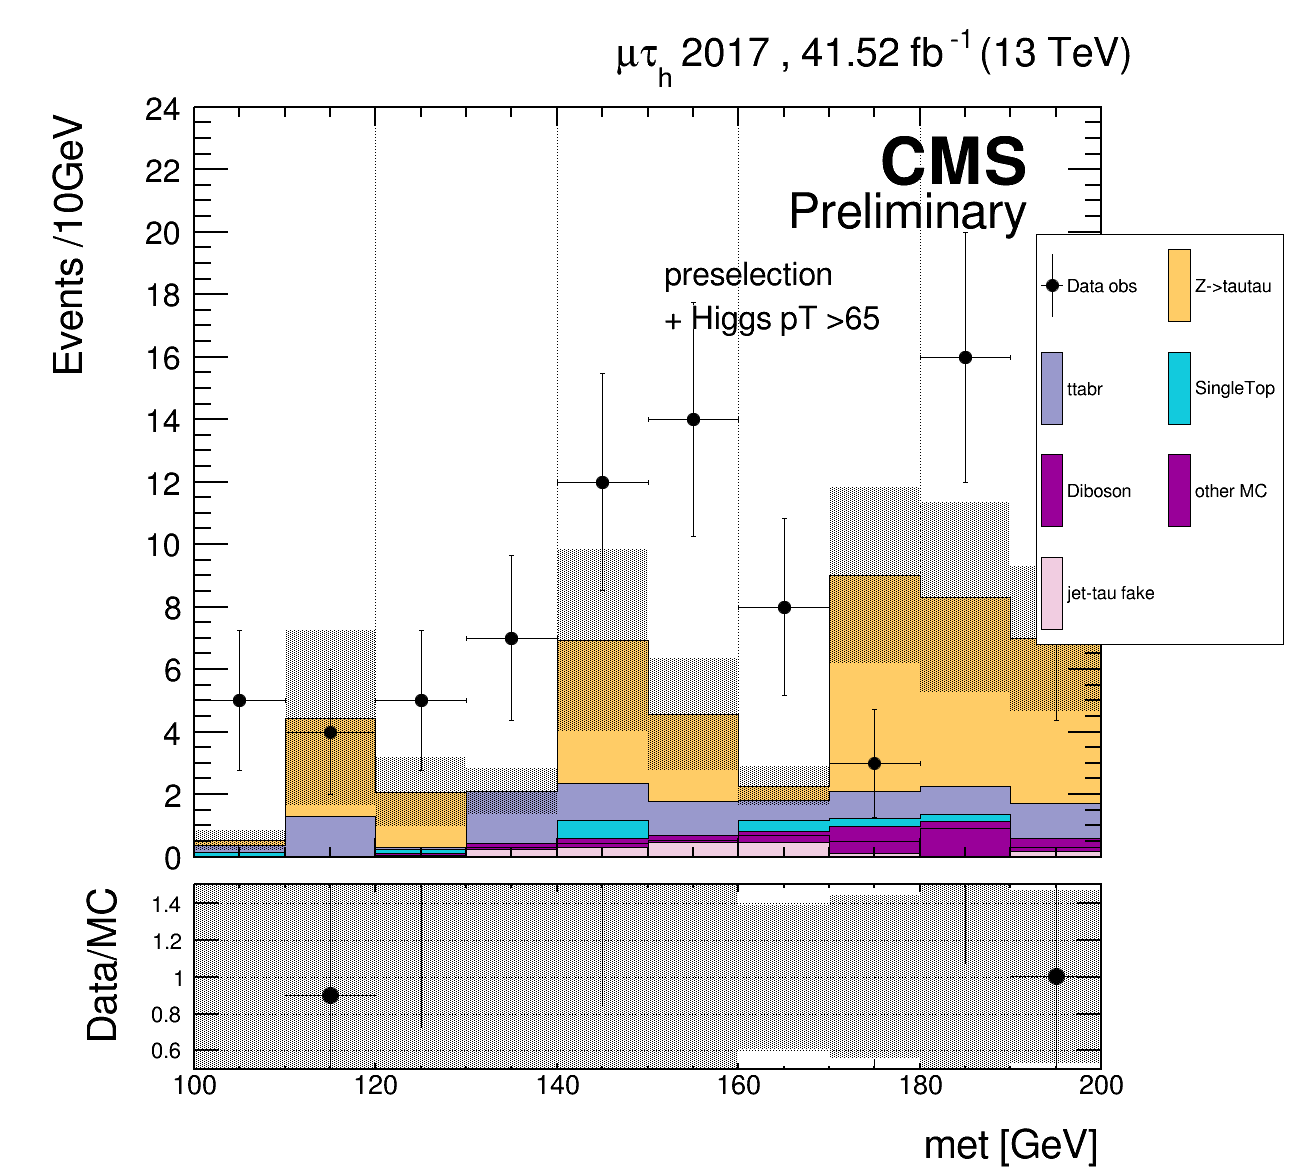 μτh 2017 , 41.52 fb-1 (13 TeV)
Events /10GeV
24
22
20
18
16
14
12
10
8
6
4
2
0
CMS
Preliminary
preselection
+ Higgs pT >65
Data obs
Z->tautau
ttabr
SingleTop
Diboson
other MC
jet-tau fake
Data/MC
1.4
1.2
1
0.8
0.6
100 120 140 160 180 200
met [GeV]